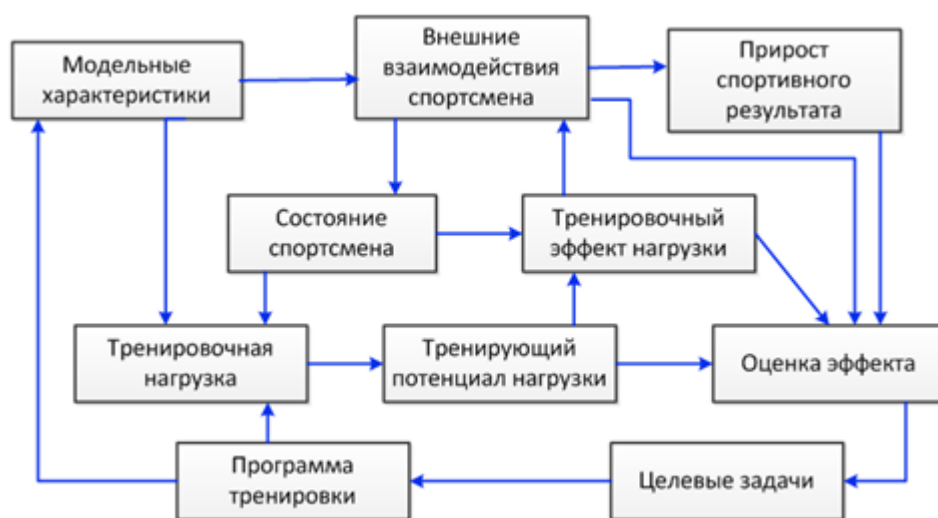 Модельные
характеристики
Внешние
взаимодействия
спортсмена
Прирост
спортивного
результата
Состояние
спортсмена
Тренировочный
эффект нагрузки
Тренировочная
нагрузка
Тренирующий
потенциал нагрузки
Оценка эффекта
Программа
тренировки
Целевые задачи